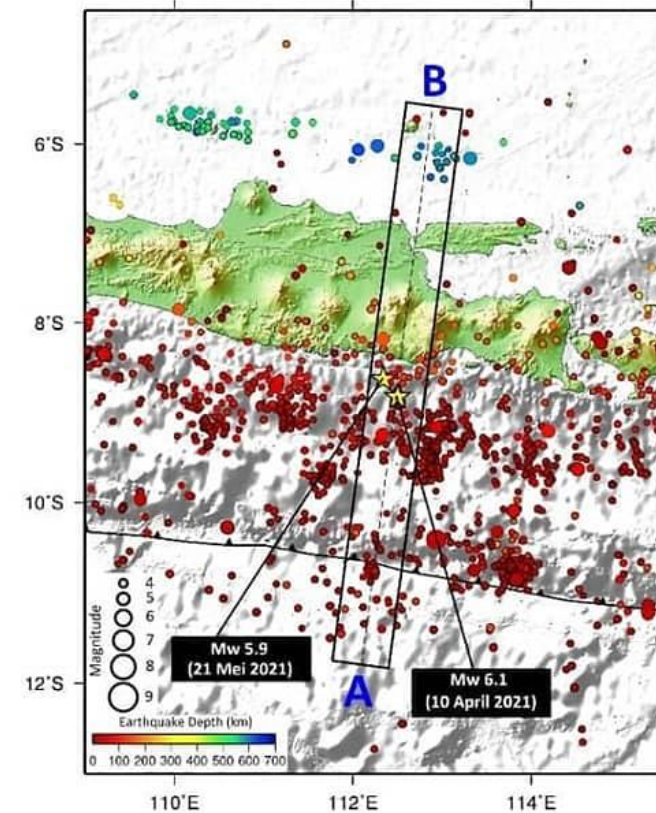 B
6°S
8°S
10°S
12°S
Magnitude
4
5
6
7
8
9
Mw 5.9
(21 Mei 2021)
Mw 6.1
(10 April 2021)
A
Earthquake Depth (km)
0 100 200 300 400 500 600 700
110°E 112°E 114°E